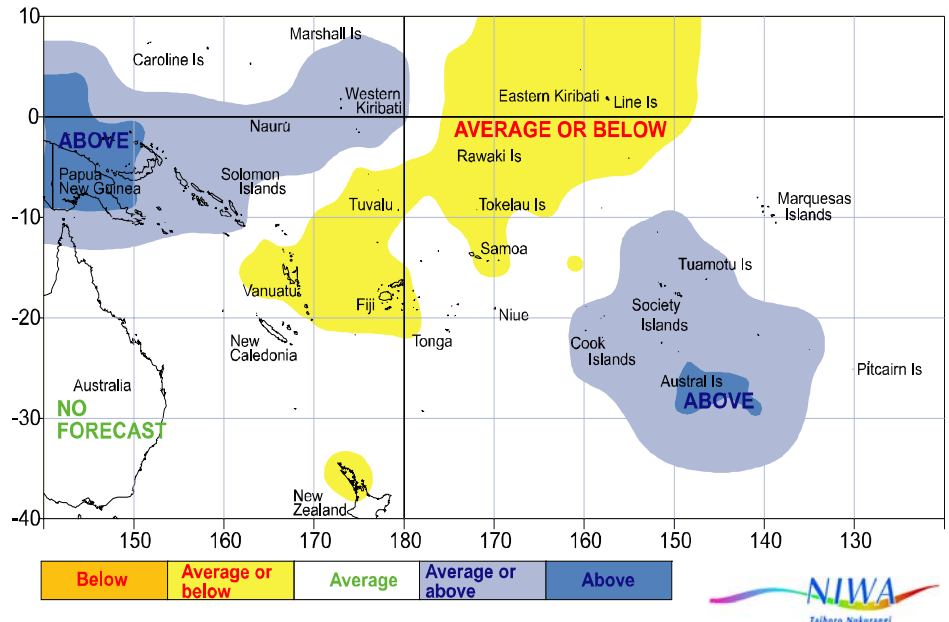 10
0
-10
-20
-30
-40
Marshall Is
Caroline Is
Western
Kiribati
Eastern Kiribati
Line Is
Nauru
ABOVE
AVERAGE OR BELOW
Rawaki Is
Papua
New Guinea
Solomon
Islands
Tuvalu
Tokelau Is
Marquesas
Islands
Samoa
Tuamotu Is
Vanuatu
Fiji
Niue
Society
Islands
New
Caledonia
Tonga
Cook
Islands
Pitcairn Is
Australia
Austral Is
ABOVE
NO
FORECAST
New
Zealand
150 160 170 180 170 160 150 140 130
Below
Average or
below
Average
Average or
above
Above
NIWA
Taihoro Nukurangi